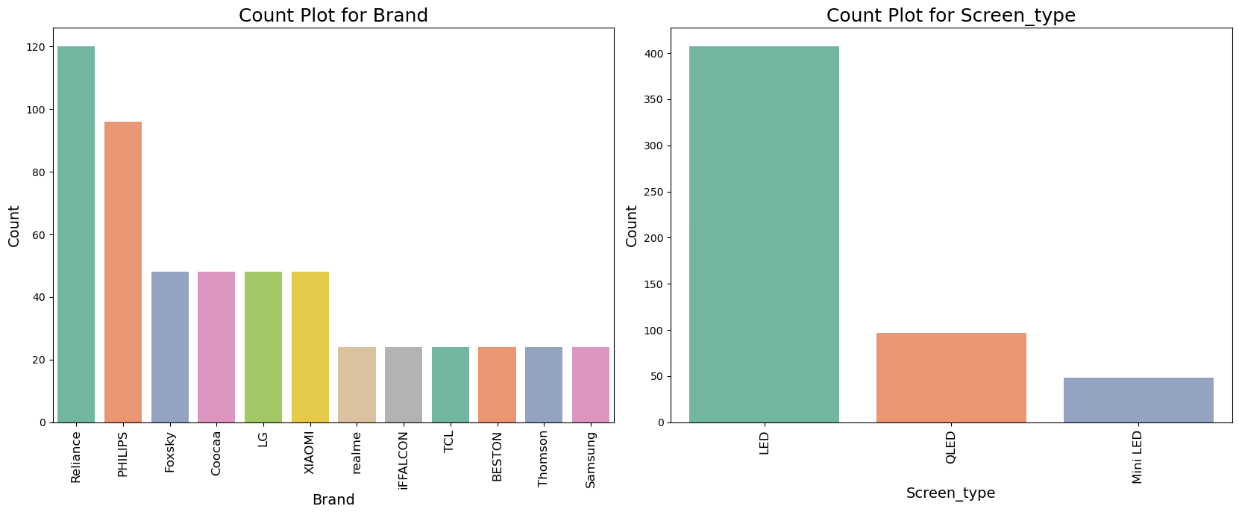 Count Plot for Brand
120
100
80
60
40
20
0
Count
Reliance
PHILIPS
Foxsky
Coocaa
LG
XIAOMI
realme
iFFALCON
TCL
BESTON
Thomson
Samsung
Brand
Count Plot for Screen_type
400
350
300
250
200
150
100
50
0
Count
LED
QLED
Mini LED
Screen_type